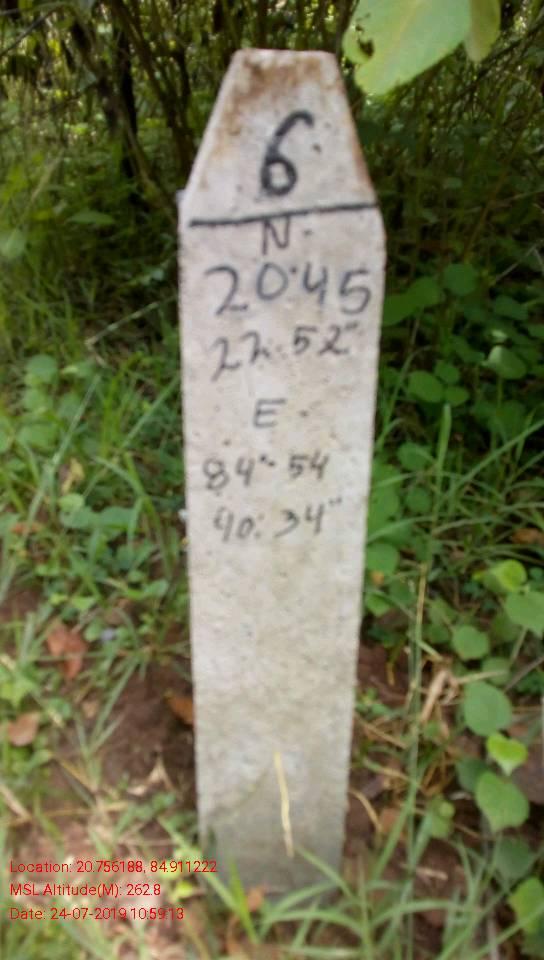 6
N.
20°45
22.52"
E.
84°-54
40.34"
Location: 20.756188, 84.911222
MSL Altitude(M): 262.8
Date: 24-07-2019 10:59:13